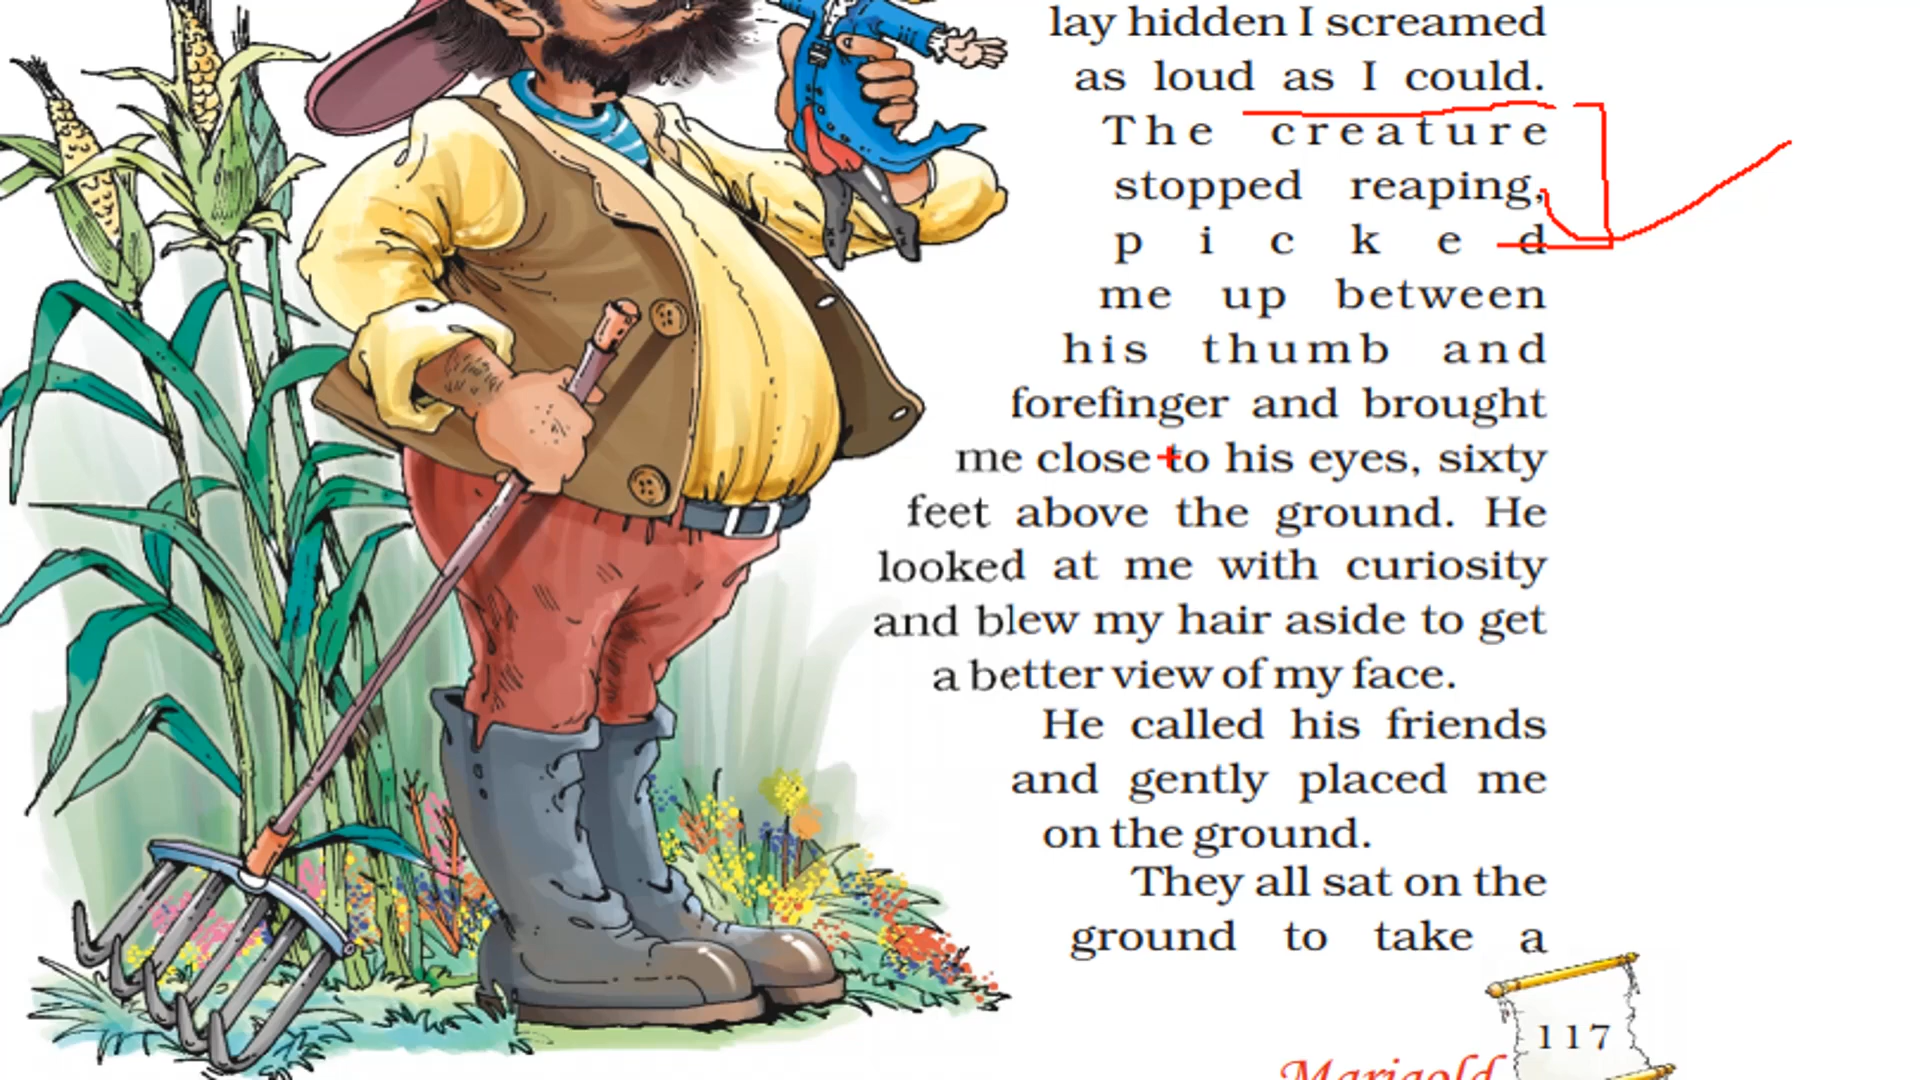 lay hidden I screamed
as loud as I could.
The creature
stopped reaping,
picked
me up between
his thumb and
forefinger and brought
me close to his eyes, sixty
feet above the ground. He
looked at me with curiosity
and blew my hair aside to get
a better view of my face.
He called his friends
and gently placed me
on the ground.
They all sat on the
ground to take a
117
Marigold